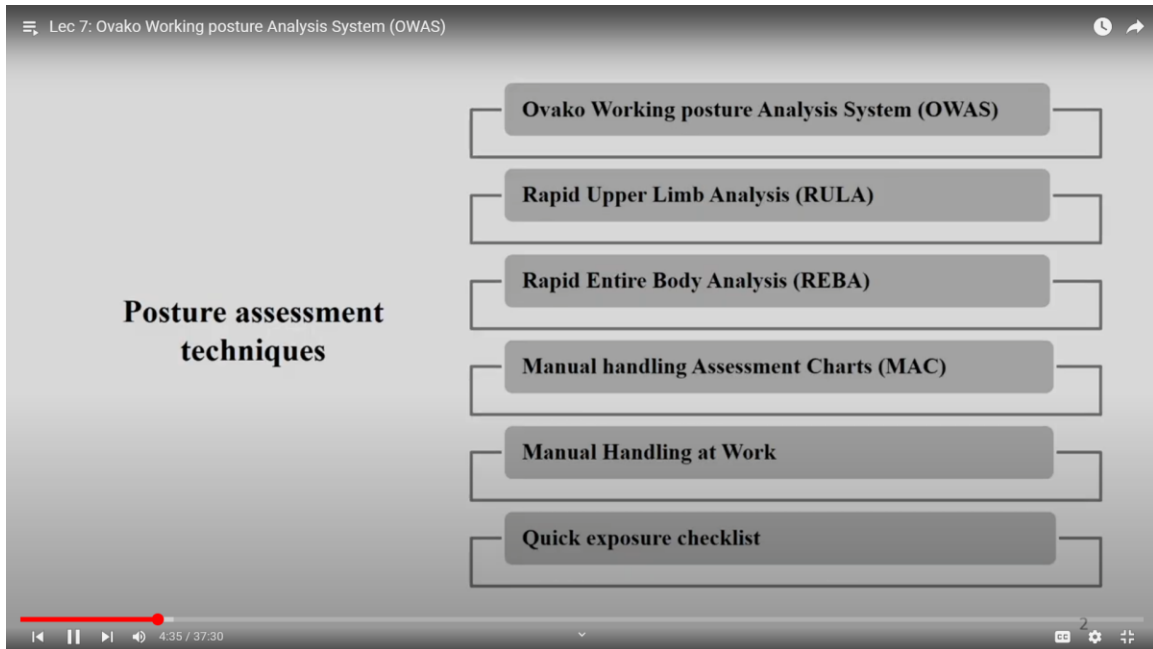 Lec 7: Ovako Working posture Analysis System (OWAS)
Ovako Working posture Analysis System (OWAS)
Rapid Upper Limb Analysis (RULA)
Rapid Entire Body Analysis (REBA)
Posture assessment
techniques
Manual handling Assessment Charts (MAC)
Manual Handling at Work
Quick exposure checklist
2
4:35 / 37:30
CC